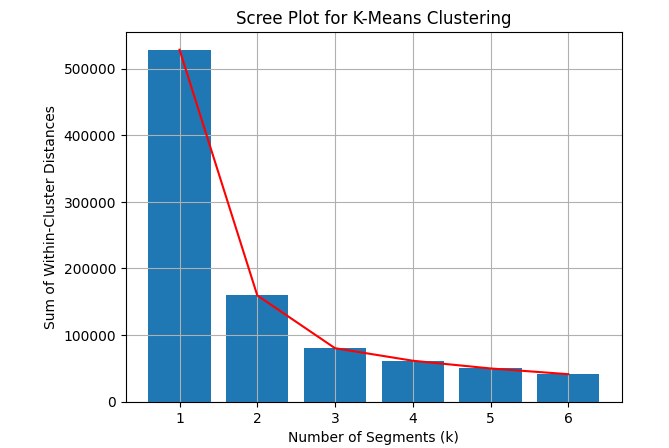 Scree Plot for K-Means Clustering
Sum of Within-Cluster Distances
500000
400000
300000
200000
100000
0
1 2 3 4 5 6
Number of Segments (k)